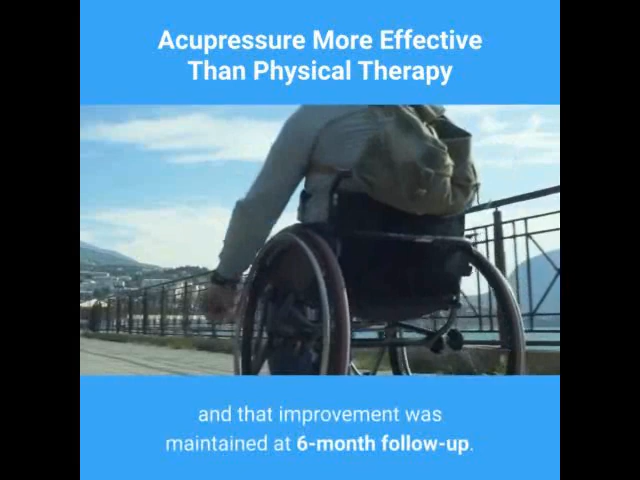 Acupressure More Effective
Than Physical Therapy
and that improvement was
maintained at 6-month follow-up.